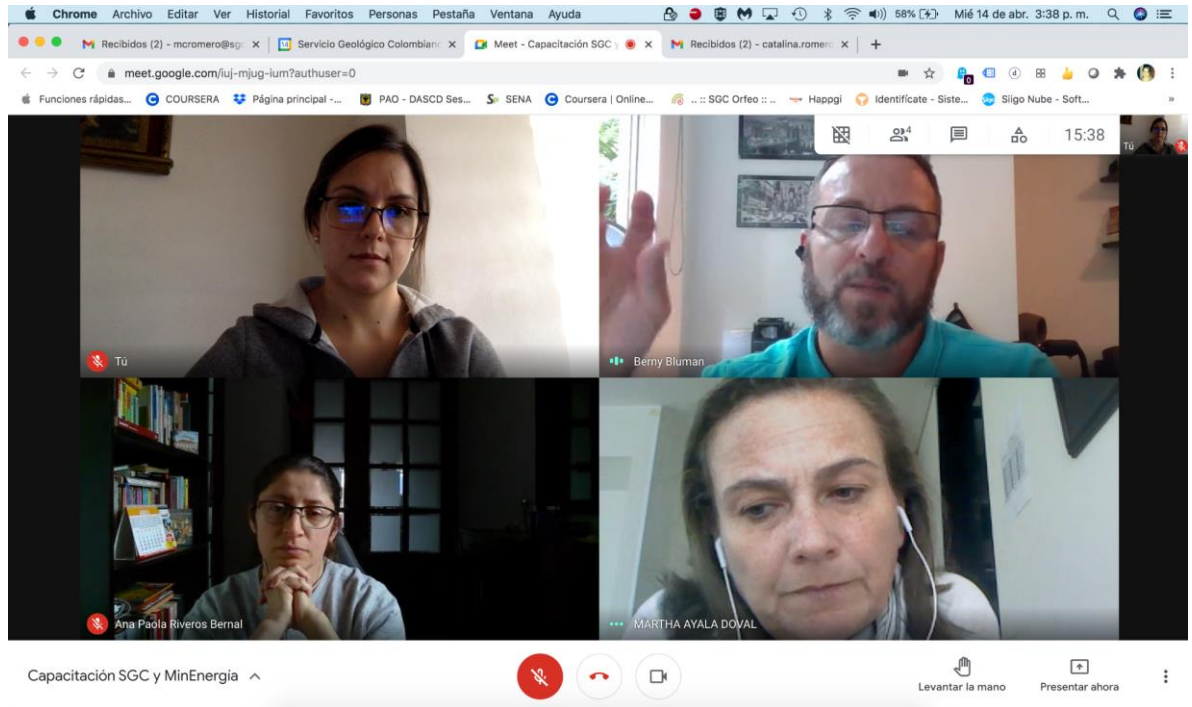 Chrome Archivo Editar Ver Historial Favoritos Personas Pestaña Ventana Ayuda 58% Mié 14 de abr. 3:38 p. m.
Recibidos (2) - mcromero@sg Servicio Geológico Colombian Meet - Capacitación SGC y Recibidos (2) - catalina.romer
meet.google.com/iuj-mjug-ium?authuser=0
Funciones rápidas... COURSERA Página principal -... PAO - DASCD Ses... SENA Coursera | Online... .. :: SGC Orfeo :: .. Happgi Identifícate - Siste... Siigo Nube - Soft... »
4 15:38
Tú
Tú
Berny Bluman
Ana Paola Riveros Bernal
MARTHA AYALA DOVAL
Capacitación SGC y MinEnergía
Levantar la mano Presentar ahora